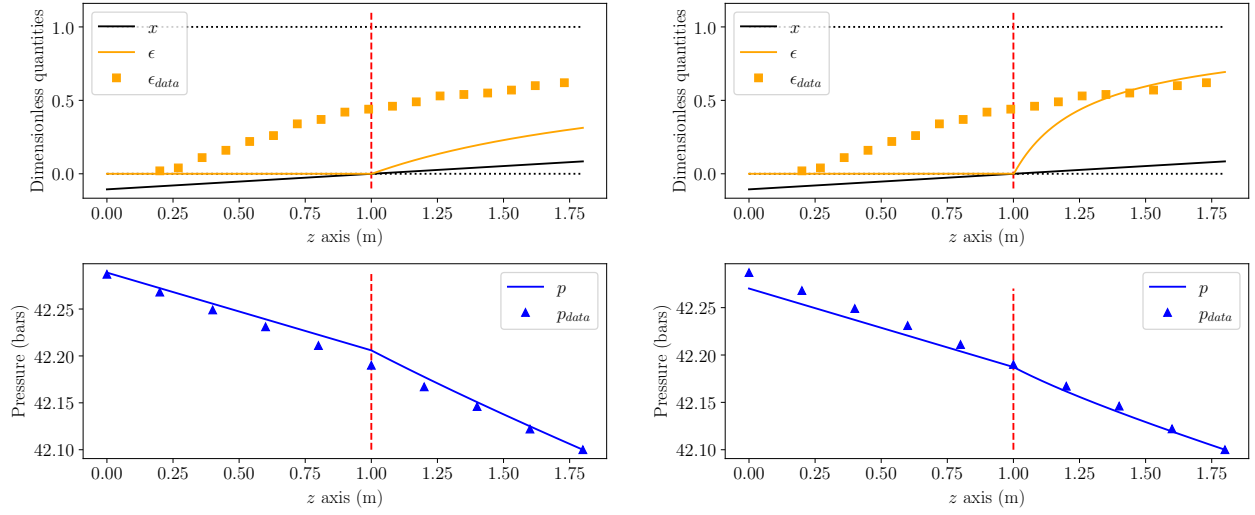 Dimensionless quantities
1.0
0.5
0.0
x
ϵ
ϵ_data
0.00 0.25 0.50 0.75 1.00 1.25 1.50 1.75
z axis (m)
Dimensionless quantities
1.0
0.5
0.0
x
ϵ
ϵ_data
0.00 0.25 0.50 0.75 1.00 1.25 1.50 1.75
z axis (m)
Pressure (bars)
42.25
42.20
42.15
42.10
p
p_data
0.00 0.25 0.50 0.75 1.00 1.25 1.50 1.75
z axis (m)
Pressure (bars)
42.25
42.20
42.15
42.10
p
p_data
0.00 0.25 0.50 0.75 1.00 1.25 1.50 1.75
z axis (m)